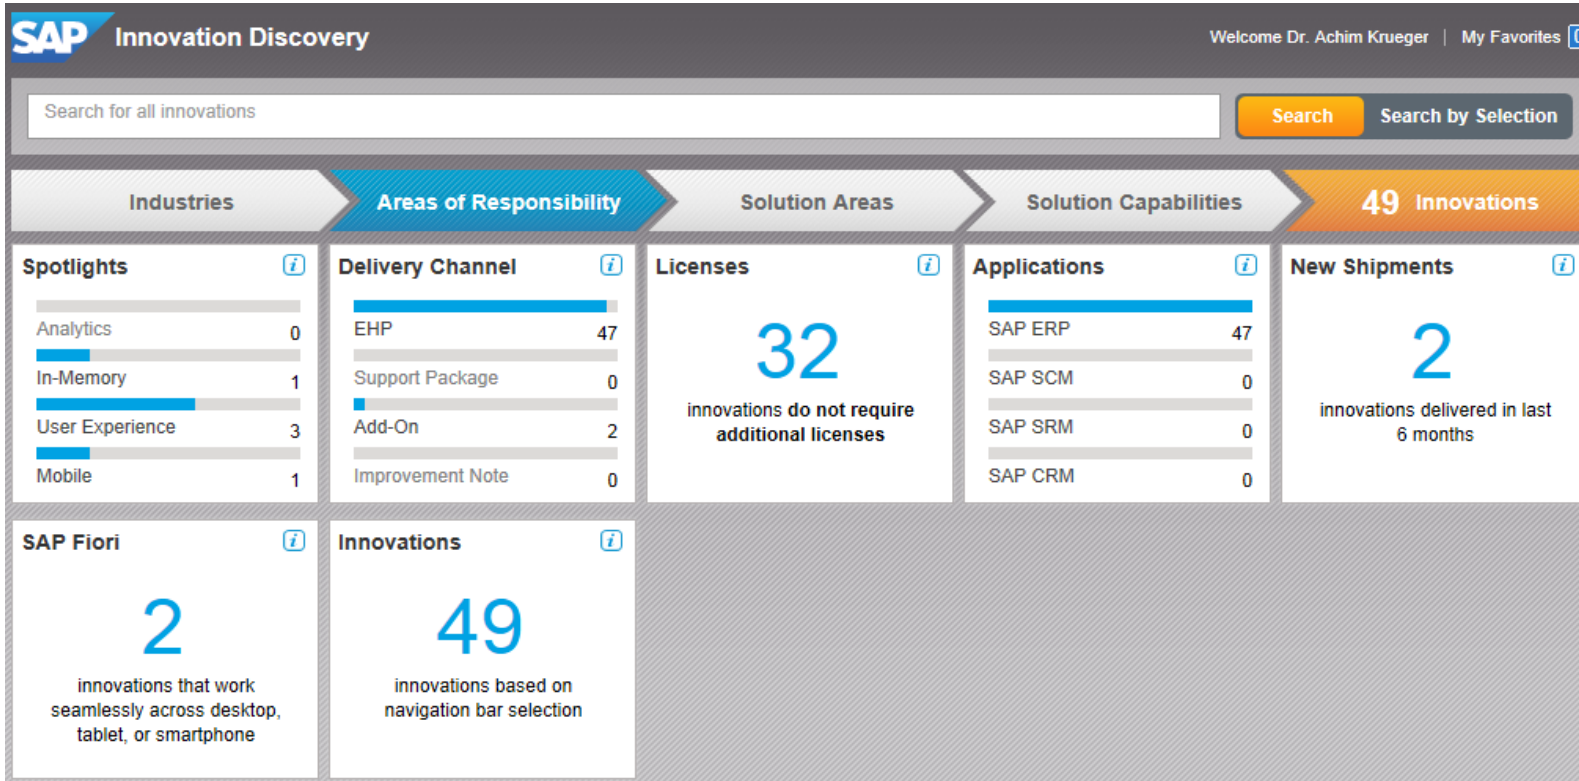 SAP Innovation Discovery
Welcome Dr. Achim Krueger | My Favorites
Search for all innovations
Search
Search by Selection
Industries
Areas of Responsibility
Solution Areas
Solution Capabilities
49 Innovations
Spotlights
Analytics 0
In-Memory 1
User Experience 3
Mobile 1
Delivery Channel
EHP 47
Support Package 0
Add-On 2
Improvement Note 0
Licenses
32
innovations do not require
additional licenses
Applications
SAP ERP 47
SAP SCM 0
SAP SRM 0
SAP CRM 0
New Shipments
2
innovations delivered in last
6 months
SAP Fiori
2
innovations that work
seamlessly across desktop,
tablet, or smartphone
Innovations
49
innovations based on
navigation bar selection